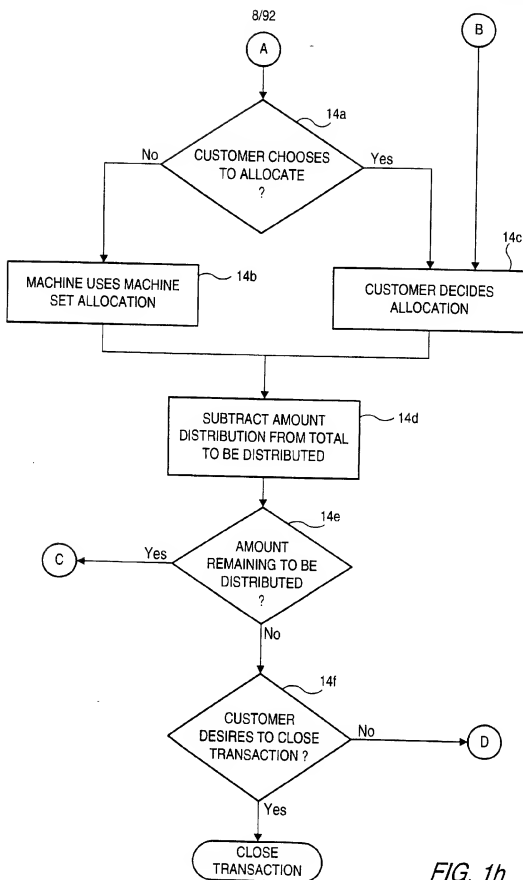 8/92
A
B
14a
CUSTOMER CHOOSES
TO ALLOCATE
?
No
Yes
14b
14c
MACHINE USES MACHINE
SET ALLOCATION
CUSTOMER DECIDES
ALLOCATION
SUBTRACT AMOUNT
DISTRIBUTION FROM TOTAL
TO BE DISTRIBUTED
14d
14e
C
Yes
AMOUNT
REMAINING TO BE
DISTRIBUTED
?
No
14f
CUSTOMER
DESIRES TO CLOSE
TRANSACTION ?
No
D
Yes
CLOSE
TRANSACTION
FIG. 1h